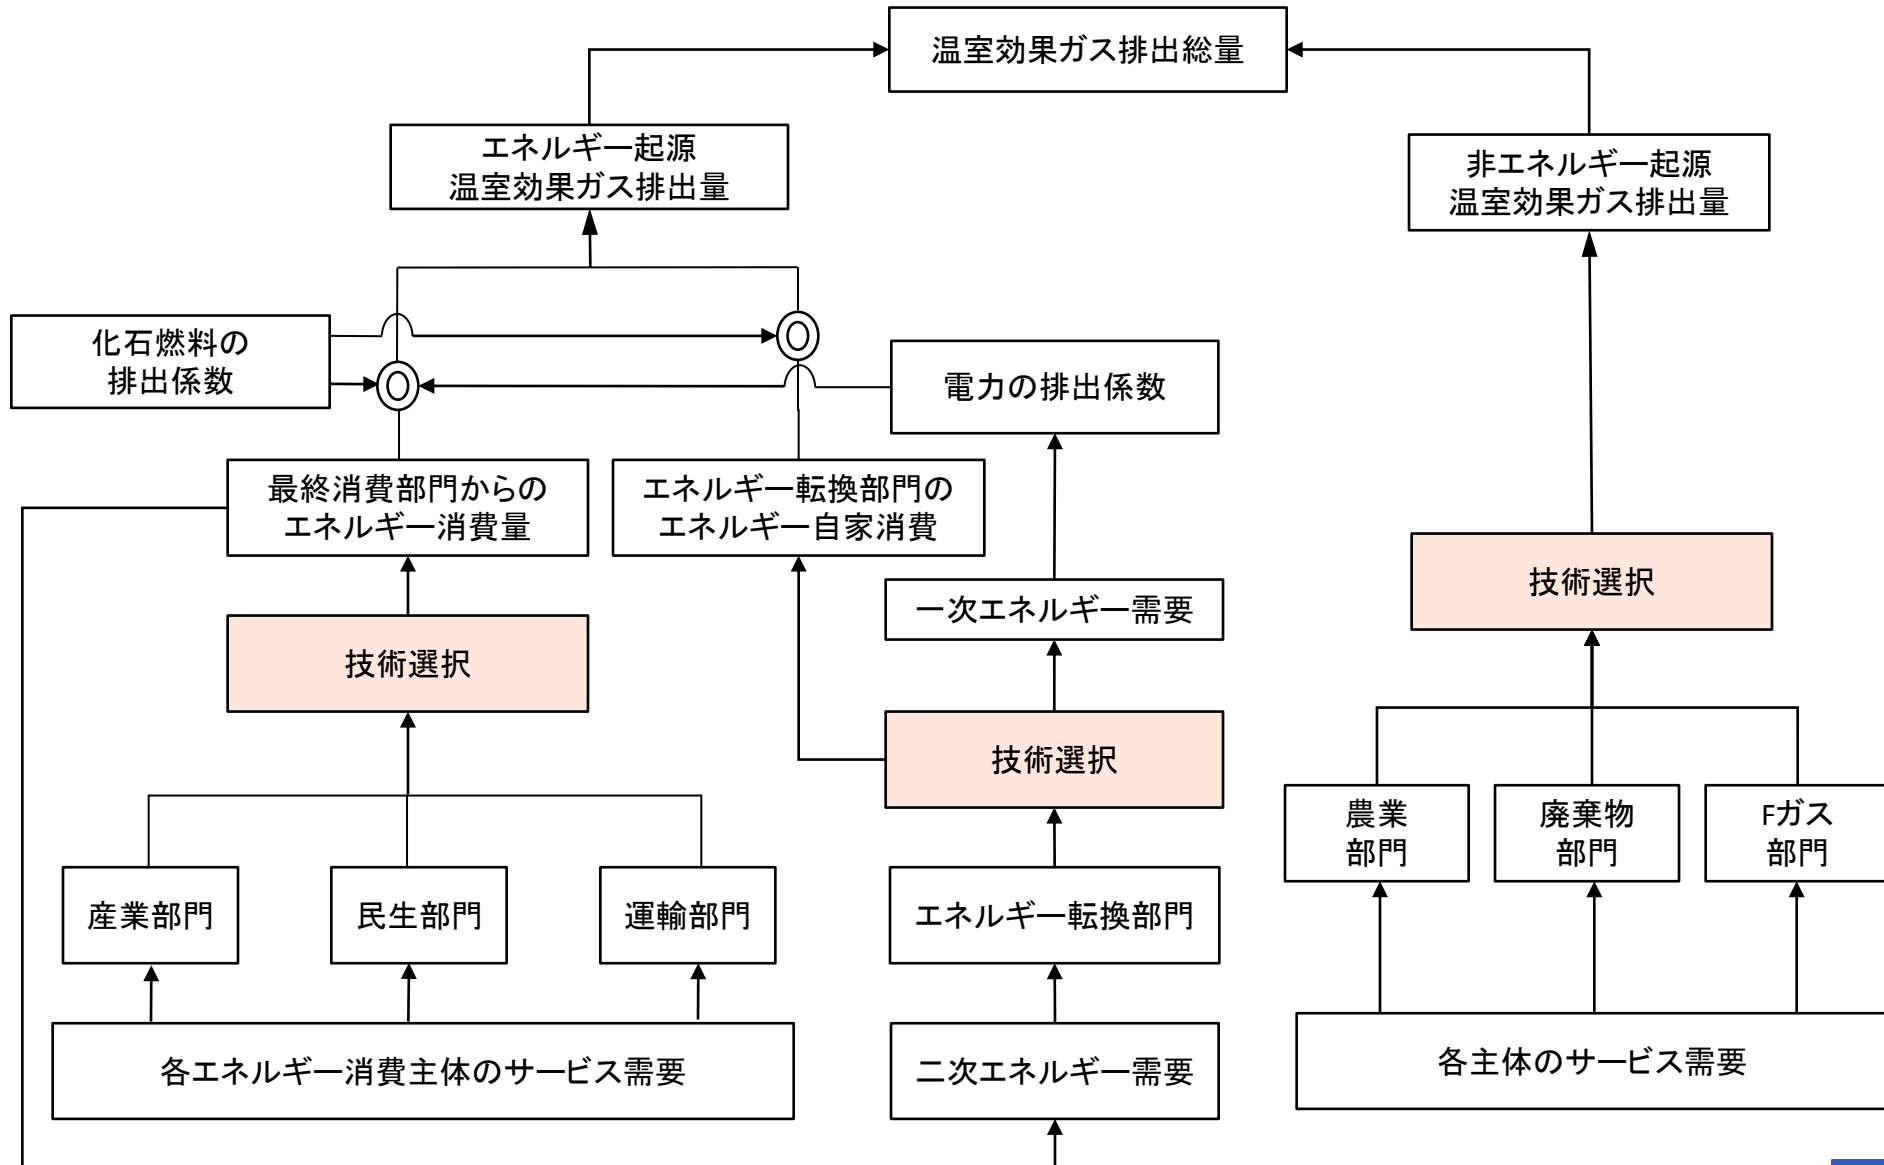 温室効果ガス排出総量
エネルギー起源
温室効果ガス排出量
非エネルギー起源
温室効果ガス排出量
化石燃料の
排出係数
電力の排出係数
最終消費部門からの
エネルギー消費量
エネルギー転換部門の
エネルギー自家消費
技術選択
一次エネルギー需要
技術選択
技術選択
農業
部門
廃棄物
部門
Fガス
部門
産業部門
民生部門
運輸部門
エネルギー転換部門
各エネルギー消費主体のサービス需要
二次エネルギー需要
各主体のサービス需要